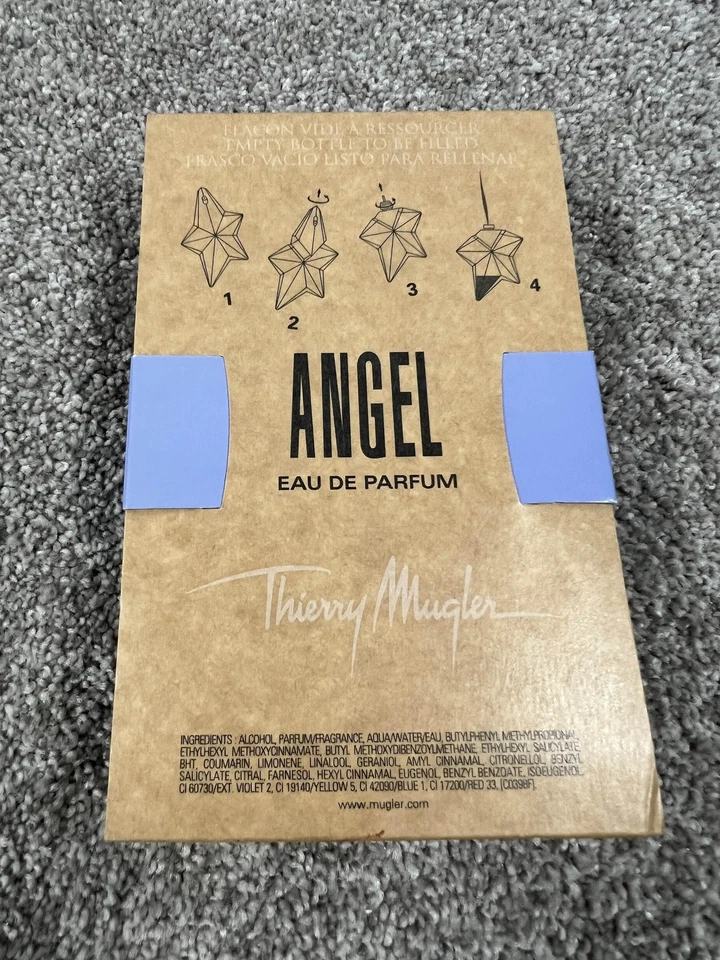 FLACON VIDE À RESSOURCER
EMPTY BOTTLE TO BE FILLED
FRASCO VACIO LISTO PARA RELLENAR
1
2
3
4
ANGEL
EAU DE PARFUM
Thierry Mugler
INGREDIENTS : ALCOHOL, PARFUM/FRAGRANCE, AQUA/WATER/EAU, BUTYLPHENYL METHYLPROPIONAL,
ETHYLHEXYL METHOXYCINNAMATE, BUTYL METHOXYDIBENZOYLMETHANE, ETHYLHEXYL SALICYLATE,
BHT, COUMARIN, LIMONENE, LINALOOL, GERANIOL, AMYL CINNAMAL, CITRONELLOL, BENZYL
SALICYLATE, CITRAL, FARNESOL, HEXYL CINNAMAL, EUGENOL, BENZYL BENZOATE, ISOEUGENOL,
CI 60730/EXT. VIOLET 2, CI 19140/YELLOW 5, CI 42090/BLUE 1, CI 17200/RED 33. [C0398F].
www.mugler.com